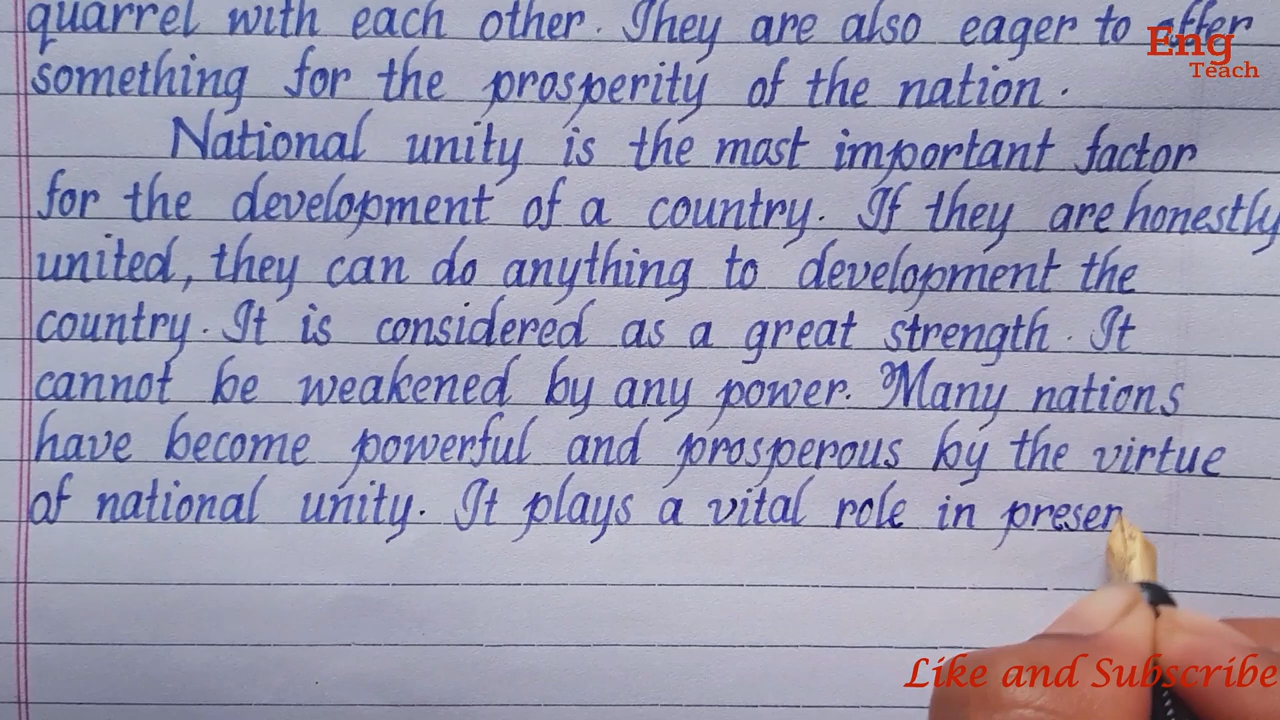 quarrel with each other. They are also eager to offer
Eng
Teach
something for the prosperity of the nation.
National unity is the most important factor
for the development of a country. If they are honestly
united, they can do anything to development the
country. It is considered as a great strength. It
cannot be weakened by any power. Many nations
have become powerful and prosperous by the virtue
of national unity. It plays a vital role in presen
Like and Subscribe